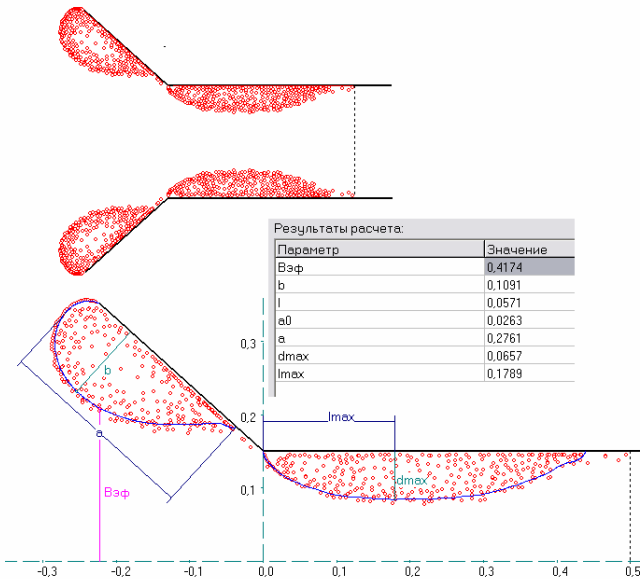 Результаты расчета:
Параметр Значение
Вэф 0,4174
b 0,1091
l 0,0571
a0 0,0263
a 0,2761
dmax 0,0657
lmax 0,1789
0,3
b
0,2
lmax
a
dmax
Вэф
0,1
-0,3 -0,2 -0,1 0,0 0,1 0,2 0,3 0,4 0,5